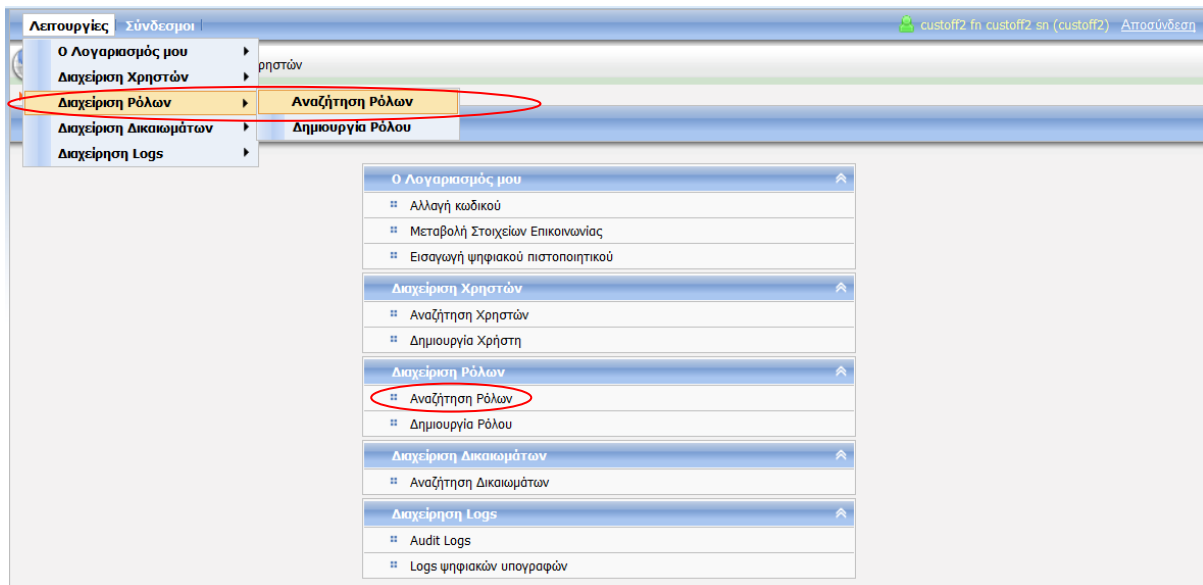 Λειτουργίες Σύνδεσμοι custoff2 fn custoff2 sn (custoff2) Αποσύνδεση
Ο Λογαριασμός μου
Διαχείριση Χρηστών
Διαχείριση Ρόλων Αναζήτηση Ρόλων
Διαχείριση Δικαιωμάτων Δημιουργία Ρόλου
Διαχείρηση Logs
Ο Λογαριασμός μου
Αλλαγή κωδικού
Μεταβολή Στοιχείων Επικοινωνίας
Εισαγωγή ψηφιακού πιστοποιητικού
Διαχείριση Χρηστών
Αναζήτηση Χρηστών
Δημιουργία Χρήστη
Διαχείριση Ρόλων
Αναζήτηση Ρόλων
Δημιουργία Ρόλου
Διαχείριση Δικαιωμάτων
Αναζήτηση Δικαιωμάτων
Διαχείρηση Logs
Audit Logs
Logs ψηφιακών υπογραφών